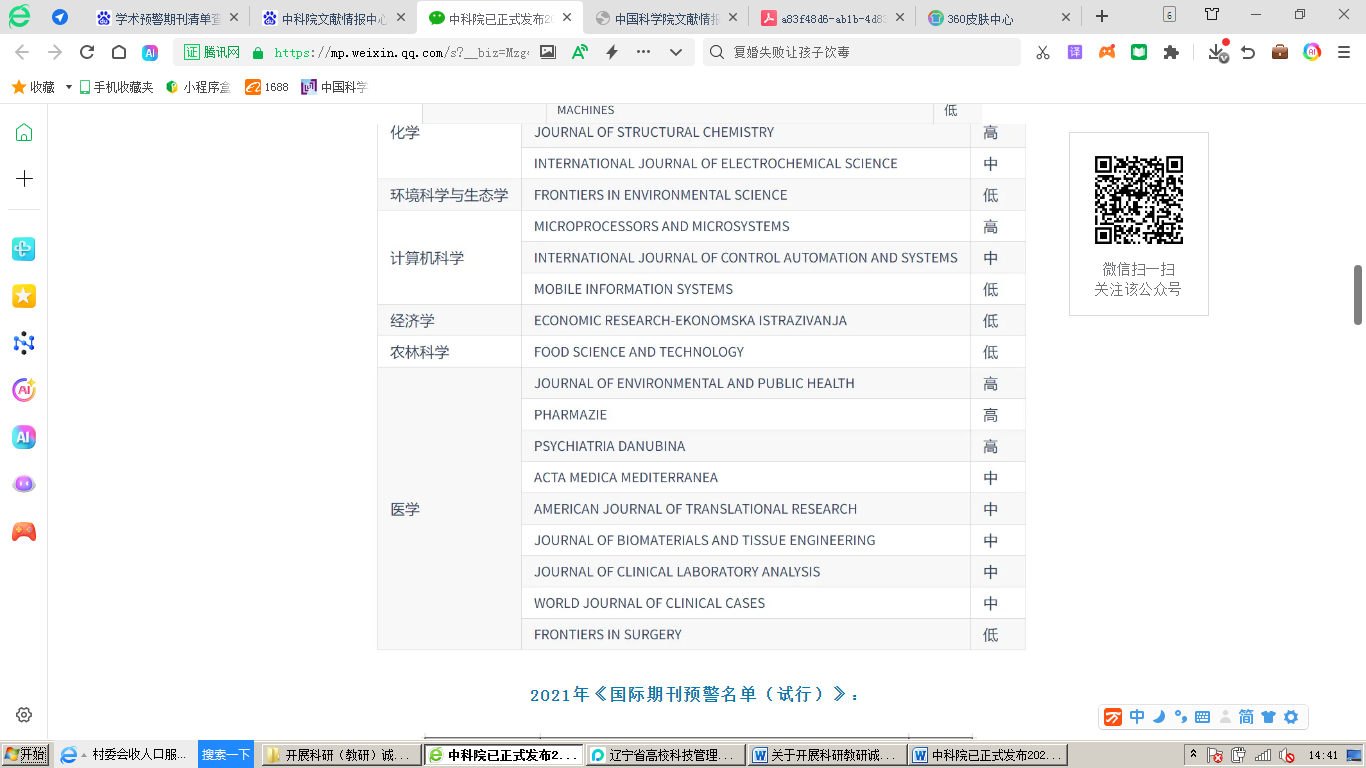 学术预警期刊清单查
中科院文献情报中心
中科院已正式发布20
中国科学院文献情报
a83f48d6-ab1b-4d8
360皮肤中心
6
AI
证 腾讯网 https://mp.weixin.qq.com/s?__biz=Mzx
复婚失败让孩子饮毒
译
收藏 手机收藏夹 小程序盒 1688 中国科学
MACHINES 低
化学 JOURNAL OF STRUCTURAL CHEMISTRY 高
INTERNATIONAL JOURNAL OF ELECTROCHEMICAL SCIENCE 中
环境科学与生态学 FRONTIERS IN ENVIRONMENTAL SCIENCE 低
MICROPROCESSORS AND MICROSYSTEMS 高
计算机科学 INTERNATIONAL JOURNAL OF CONTROL AUTOMATION AND SYSTEMS 中
MOBILE INFORMATION SYSTEMS 低
经济学 ECONOMIC RESEARCH-EKONOMSKA ISTRAZIVANJA 低
农林科学 FOOD SCIENCE AND TECHNOLOGY 低
JOURNAL OF ENVIRONMENTAL AND PUBLIC HEALTH 高
PHARMAZIE 高
PSYCHIATRIA DANUBINA 高
ACTA MEDICA MEDITERRANEA 中
医学 AMERICAN JOURNAL OF TRANSLATIONAL RESEARCH 中
JOURNAL OF BIOMATERIALS AND TISSUE ENGINEERING 中
JOURNAL OF CLINICAL LABORATORY ANALYSIS 中
WORLD JOURNAL OF CLINICAL CASES 中
FRONTIERS IN SURGERY 低
微信扫一扫
关注该公众号
AI
AI
2021年《国际期刊预警名单（试行）》：
中 简
开始 村委会收人口服... 搜索一下 开展科研（教研）诚... 中科院已正式发布2... 辽宁省高校科技管理... 关于开展科研教研诚... 中科院已正式发布202... 14:41